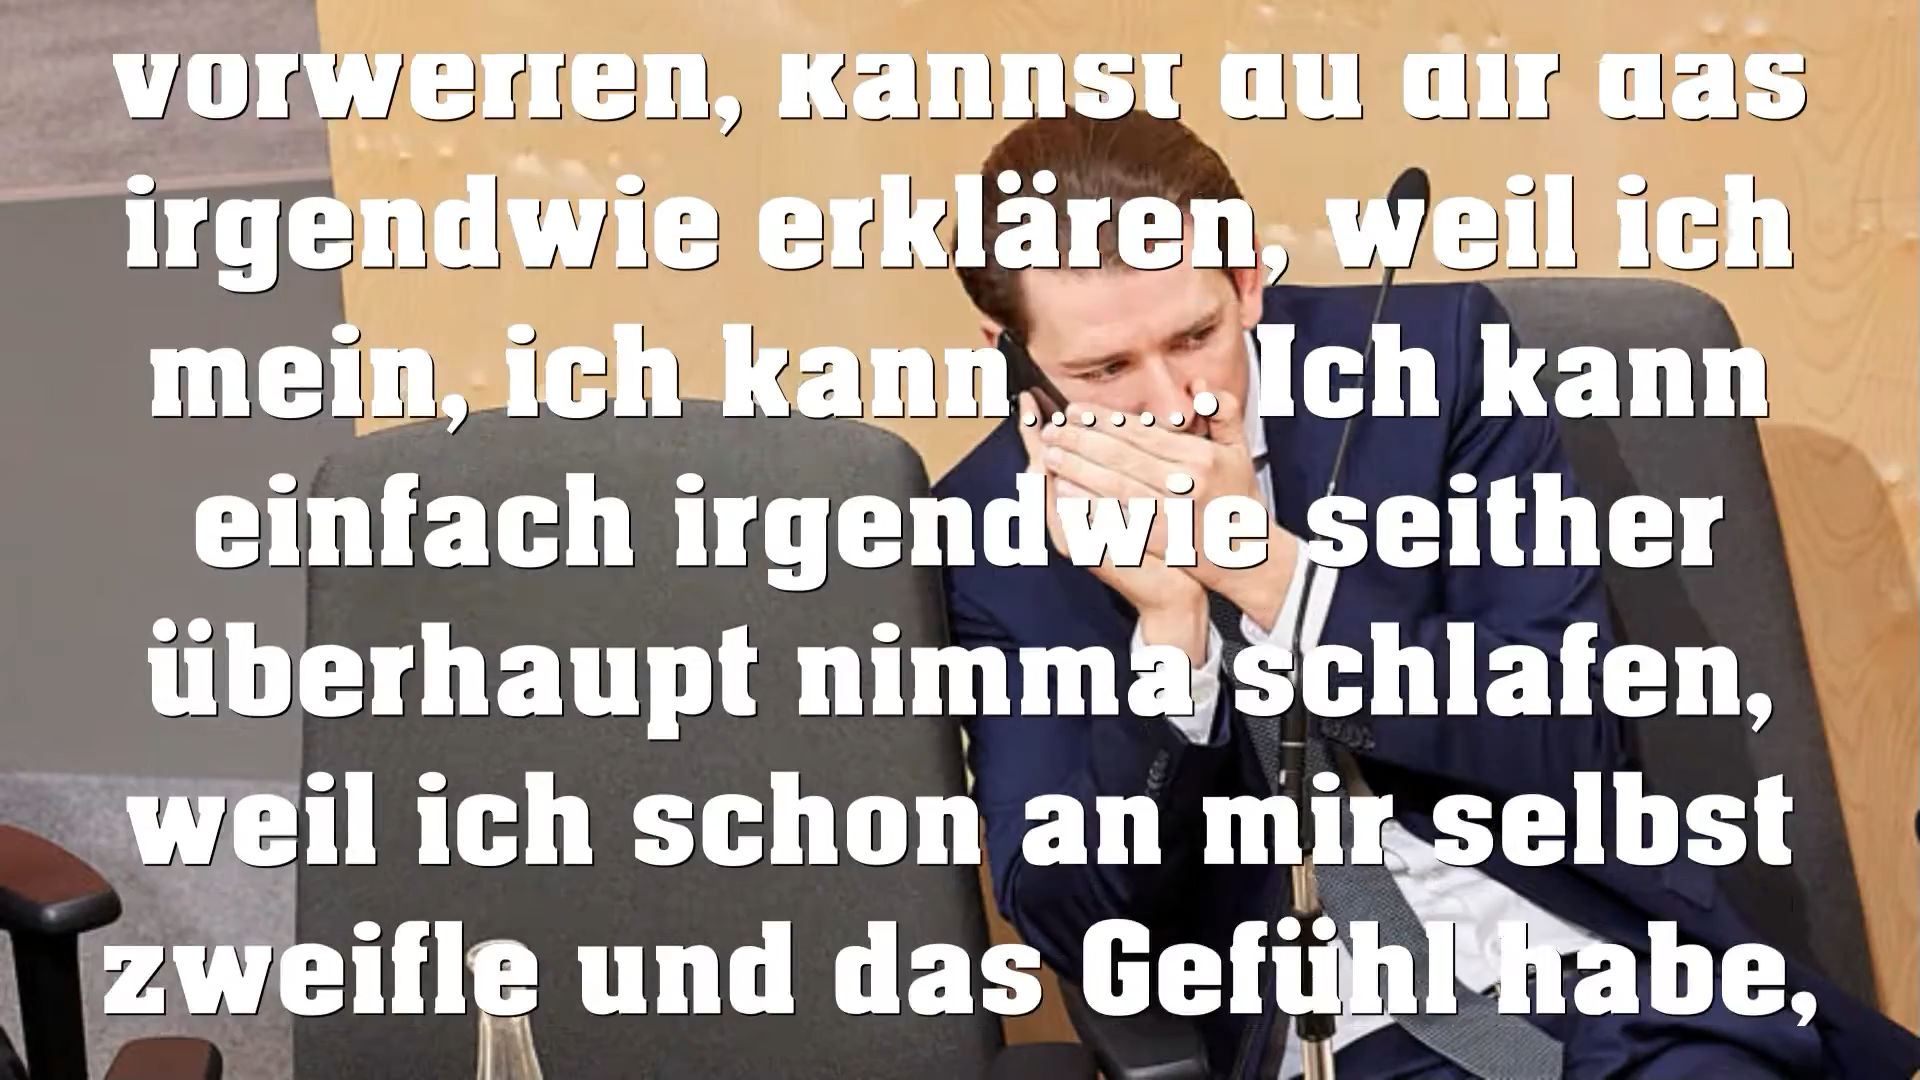 vorwerfen, kannst du dir das
irgendwie erklären, weil ich
mein, ich kann....... Ich kann
einfach irgendwie seither
überhaupt nimma schlafen,
weil ich schon an mir selbst
zweifle und das Gefühl habe,